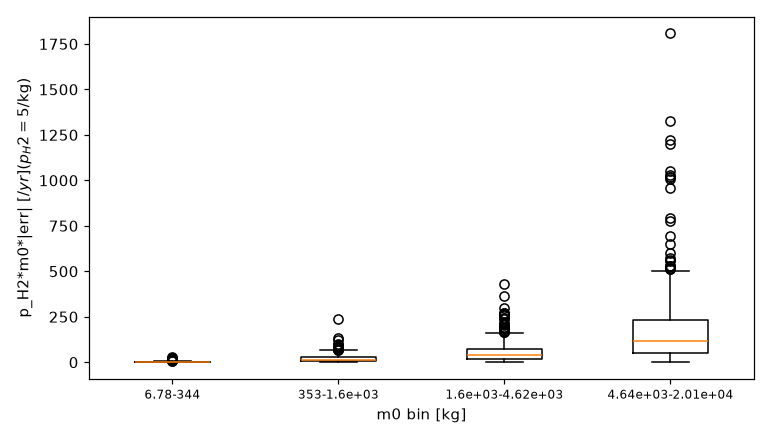 p_H2*m0*|err| [/yr](p_H2 = 5/kg)
1750
1500
1250
1000
750
500
250
0
6.78-344 353-1.6e+03 1.6e+03-4.62e+03 4.64e+03-2.01e+04
m0 bin [kg]